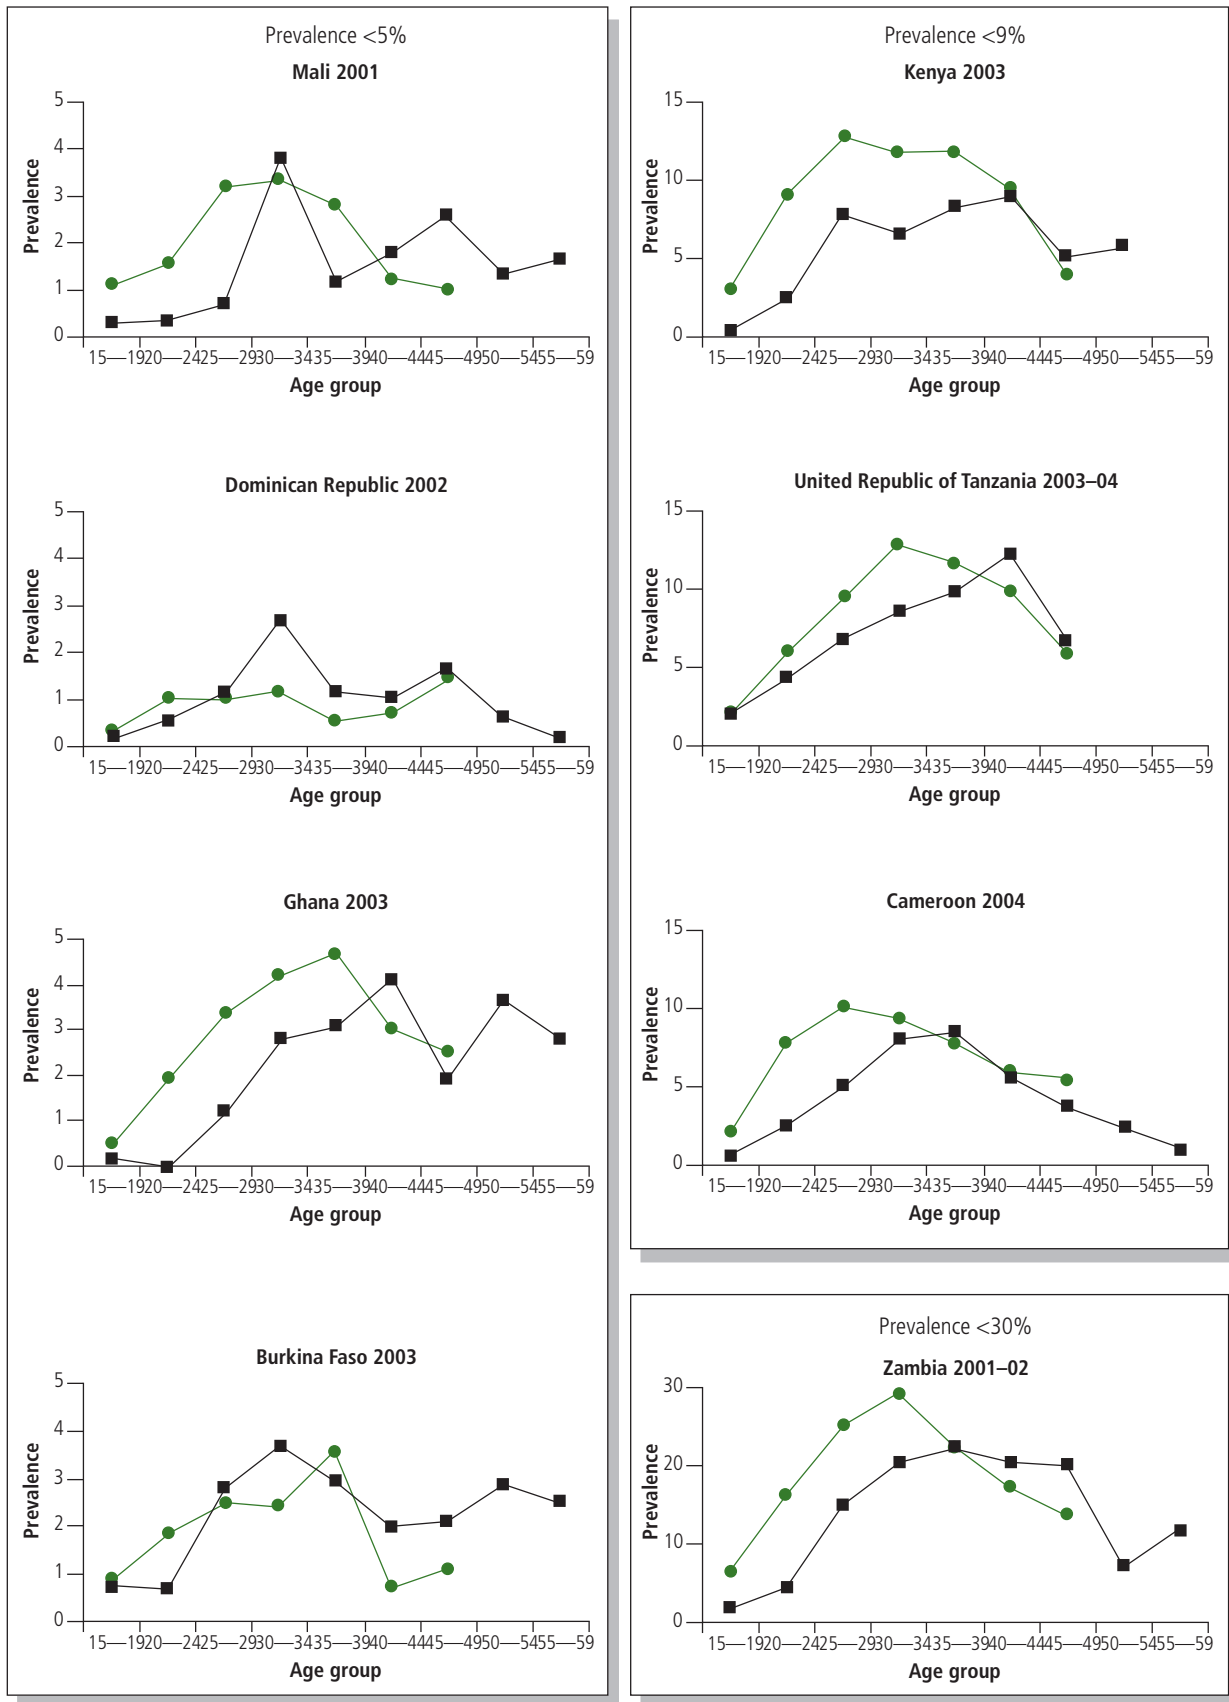 Prevalence <5%
Mali 2001
5
4
3
2
1
0
Prevalence
15—1920—2425—2930—3435—3940—4445—4950—5455—59
Age group
Dominican Republic 2002
5
4
3
2
1
0
Prevalence
15—1920—2425—2930—3435—3940—4445—4950—5455—59
Age group
Ghana 2003
5
4
3
2
1
0
Prevalence
15—1920—2425—2930—3435—3940—4445—4950—5455—59
Age group
Burkina Faso 2003
5
4
3
2
1
0
Prevalence
15—1920—2425—2930—3435—3940—4445—4950—5455—59
Age group
Prevalence <9%
Kenya 2003
15
10
5
0
Prevalence
15—1920—2425—2930—3435—3940—4445—4950—5455—59
Age group
United Republic of Tanzania 2003–04
15
10
5
0
Prevalence
15—1920—2425—2930—3435—3940—4445—4950—5455—59
Age group
Cameroon 2004
15
10
5
0
Prevalence
15—1920—2425—2930—3435—3940—4445—4950—5455—59
Age group
Prevalence <30%
Zambia 2001–02
30
20
10
0
Prevalence
15—1920—2425—2930—3435—3940—4445—4950—5455—59
Age group